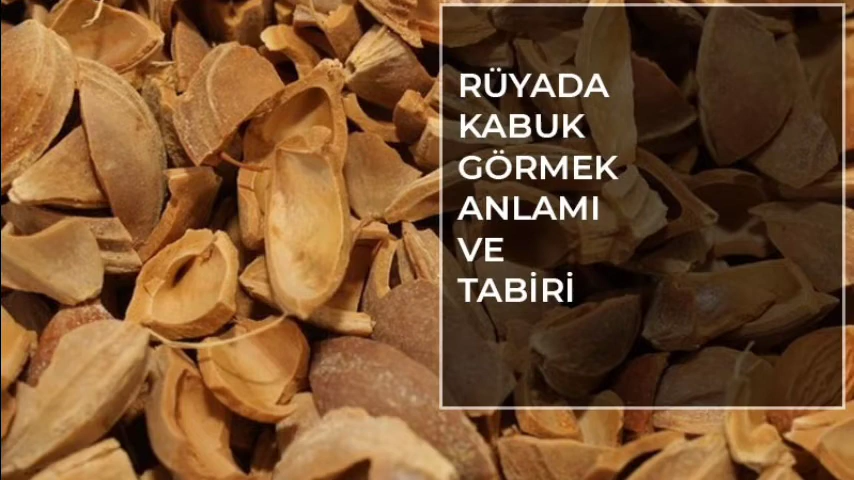 RÜYADA
KABUK
GÖRMEK
ANLAMI
VE
TABİRİ